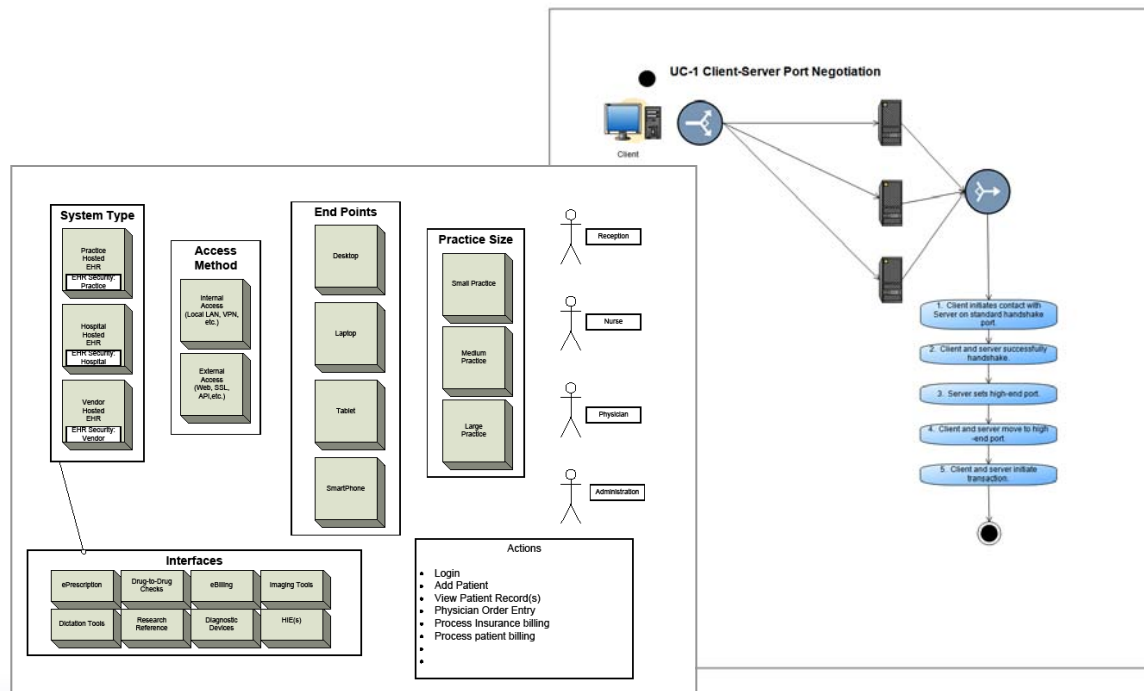 UC-1 Client-Server Port Negotiation
Client
1. Client initiates contact with
Server on standard handshake
port.
2. Client and server successfully
handshake.
3. Server sets high-end port.
4. Client and server move to high
-end port
5. Client and server initiate
transaction.
System Type
Practice
Hosted
EHR
EHR Security:
Practice
Hospital
Hosted
EHR
EHR Security:
Hospital
Vendor
Hosted
EHR
EHR Security:
Vendor
Access
Method
Internal
Access
(Local LAN, VPN,
etc.)
External
Access
(Web, SSL,
API,etc.)
End Points
Desktop
Laptop
Tablet
SmartPhone
Practice Size
Small Practice
Medium
Practice
Large
Practice
Reception
Nurse
Physician
Administration
Interfaces
ePrescription
Drug-to-Drug
Checks
eBilling
Imaging Tools
Dictation Tools
Research
Reference
Diagnostic
Devices
HIE(s)
Actions
• Login
• Add Patient
• View Patient Record(s)
• Physician Order Entry
• Process Insurance billing
• Process patient billing
•
•